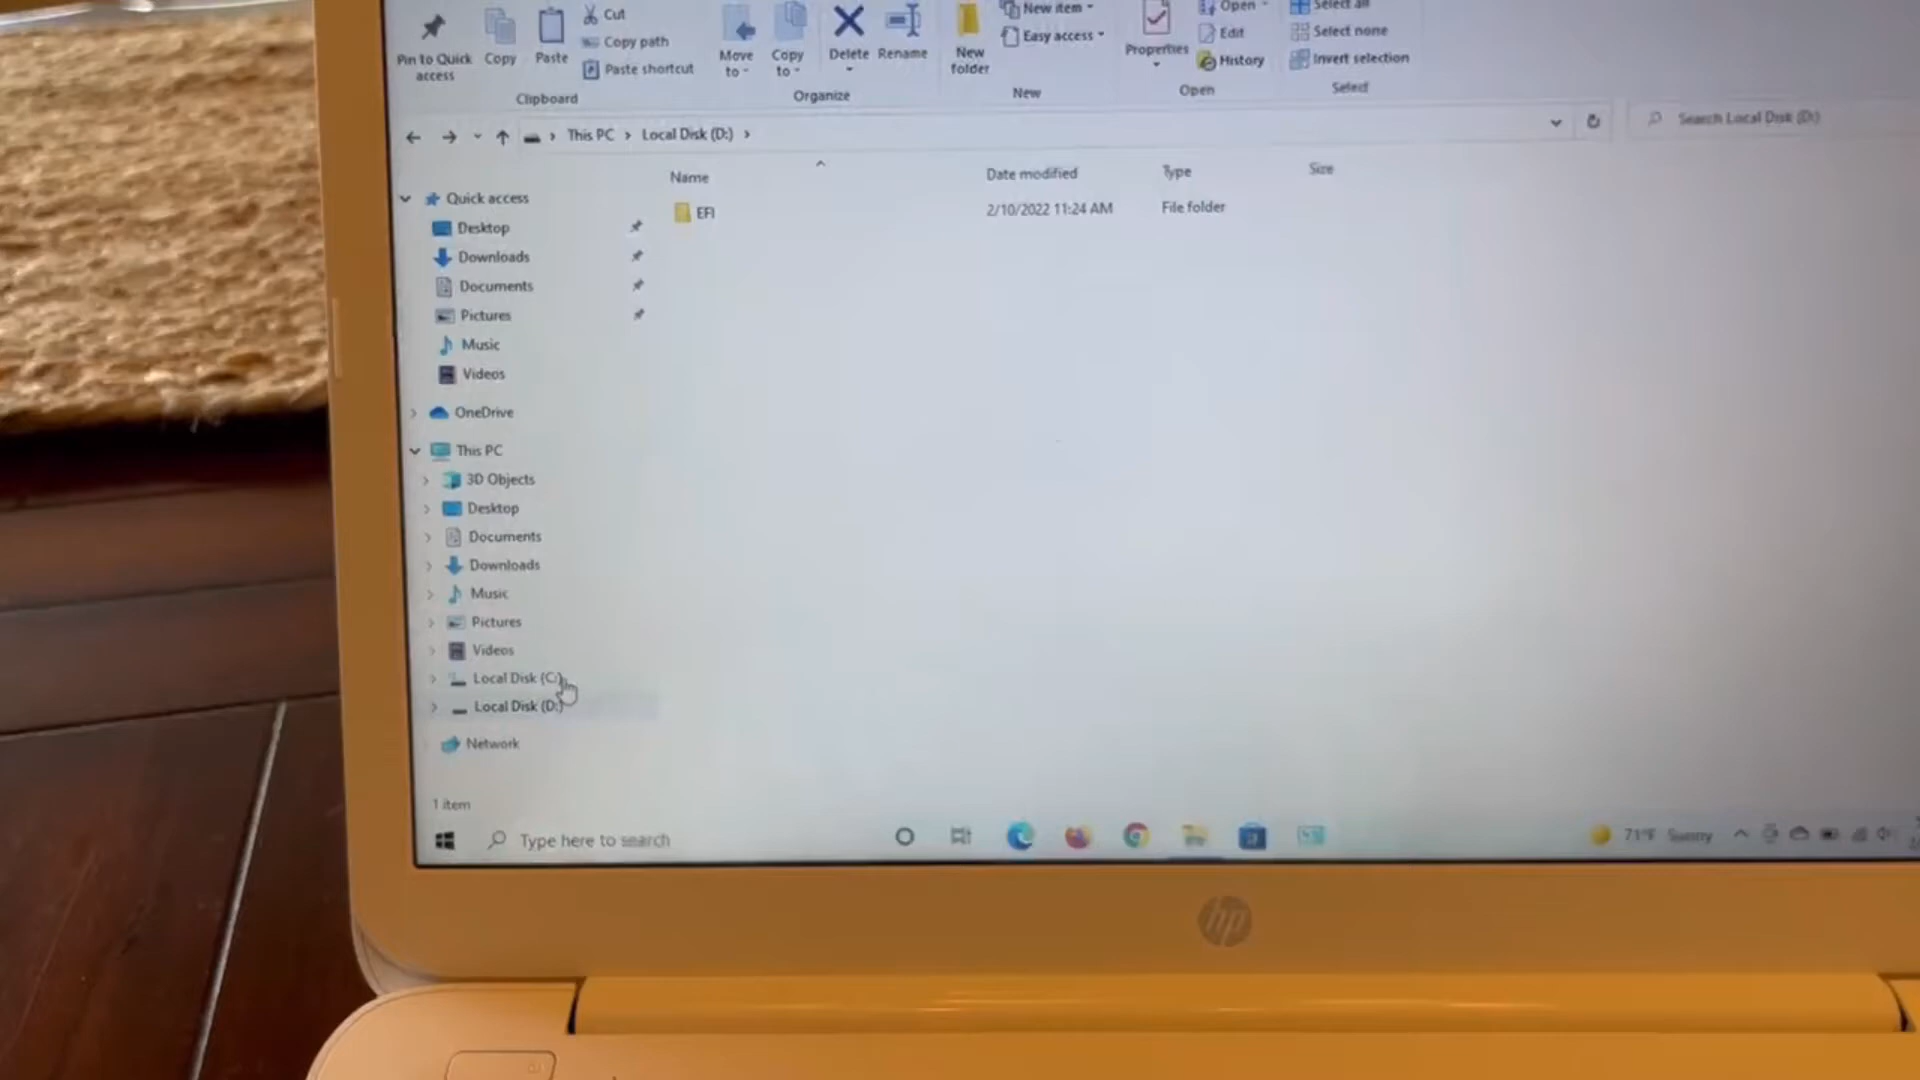 Pin to Quick
access
Copy
Paste
Cut
Copy path
Paste shortcut
Clipboard
Move
to
Copy
to
Delete
Rename
Organize
New
folder
New item
Easy access
New
Properties
Open
Edit
History
Open
Select all
Select none
Invert selection
Select
This PC > Local Disk (D:) >
Search Local Disk (D:)
Name
Date modified
Type
Size
EFI
2/10/2022 11:24 AM
File folder
Quick access
Desktop
Downloads
Documents
Pictures
Music
Videos
OneDrive
This PC
3D Objects
Desktop
Documents
Downloads
Music
Pictures
Videos
Local Disk (C:)
Local Disk (D:)
Network
1 item
Type here to search
71°F Sunny
hp